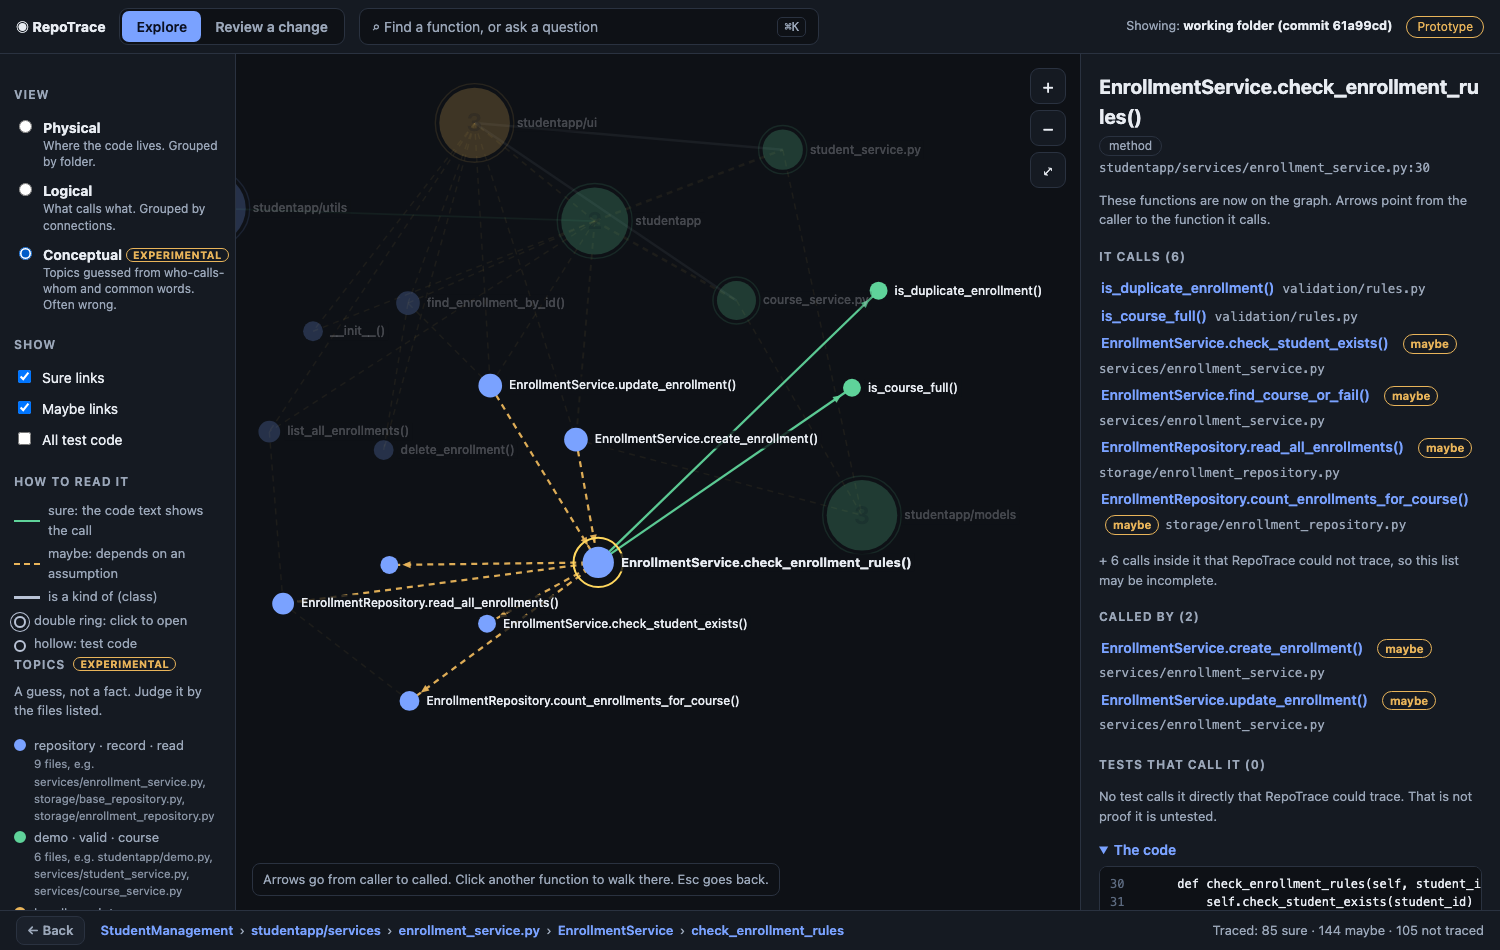 RepoTrace
Explore
Review a change
Find a function, or ask a question
⌘K
Showing: working folder (commit 61a99cd)
Prototype
VIEW
Physical
Where the code lives. Grouped
by folder.
Logical
What calls what. Grouped by
connections.
Conceptual EXPERIMENTAL
Topics guessed from who-calls-
whom and common words.
Often wrong.
SHOW
Sure links
Maybe links
All test code
HOW TO READ IT
sure: the code text shows
the call
maybe: depends on an
assumption
is a kind of (class)
double ring: click to open
hollow: test code
TOPICS EXPERIMENTAL
A guess, not a fact. Judge it by
the files listed.
repository · record · read
9 files, e.g.
services/enrollment_service.py,
storage/base_repository.py,
storage/enrollment_repository.py
demo · valid · course
6 files, e.g. studentapp/demo.py,
services/student_service.py,
services/course_service.py
studentapp/ui
student_service.py
studentapp/utils
studentapp
find_enrollment_by_id()
course_service.py
is_duplicate_enrollment()
__init__()
EnrollmentService.update_enrollment()
is_course_full()
list_all_enrollments()
EnrollmentService.create_enrollment()
delete_enrollment()
3
studentapp/models
EnrollmentService.check_enrollment_rules()
EnrollmentRepository.read_all_enrollments()
EnrollmentService.check_student_exists()
EnrollmentRepository.count_enrollments_for_course()
+
−
⤢
Arrows go from caller to called. Click another function to walk there. Esc goes back.
EnrollmentService.check_enrollment_ru
les()
method
studentapp/services/enrollment_service.py:30
These functions are now on the graph. Arrows point from the
caller to the function it calls.
IT CALLS (6)
is_duplicate_enrollment() validation/rules.py
is_course_full() validation/rules.py
EnrollmentService.check_student_exists() maybe
services/enrollment_service.py
EnrollmentService.find_course_or_fail() maybe
services/enrollment_service.py
EnrollmentRepository.read_all_enrollments() maybe
storage/enrollment_repository.py
EnrollmentRepository.count_enrollments_for_course()
maybe storage/enrollment_repository.py
+ 6 calls inside it that RepoTrace could not trace, so this list
may be incomplete.
CALLED BY (2)
EnrollmentService.create_enrollment() maybe
services/enrollment_service.py
EnrollmentService.update_enrollment() maybe
services/enrollment_service.py
TESTS THAT CALL IT (0)
No test calls it directly that RepoTrace could trace. That is not
proof it is untested.
▼ The code
30 def check_enrollment_rules(self, student_i
31 self.check_student_exists(student_id)
← Back
StudentManagement › studentapp/services › enrollment_service.py › EnrollmentService › check_enrollment_rules
Traced: 85 sure · 144 maybe · 105 not traced